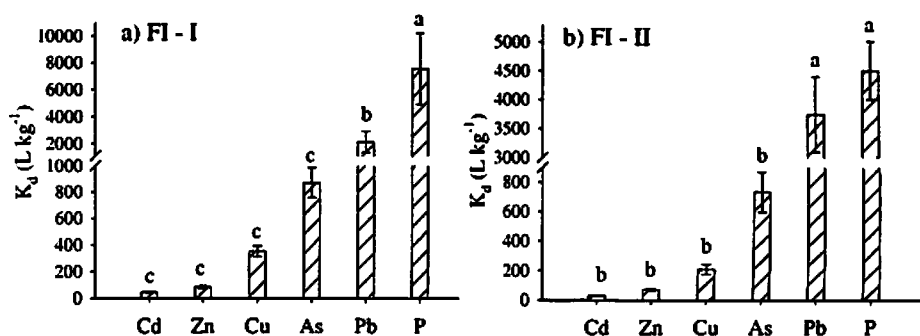 a) FI - I
K_d (L kg^-1)
10000
8000
6000
4000
2000
1000
800
600
400
200
0
c c c c b a
Cd Zn Cu As Pb P
b) FI - II
K_d (L kg^-1)
5000
4500
4000
3500
3000
800
600
400
200
0
b b b b a a
Cd Zn Cu As Pb P